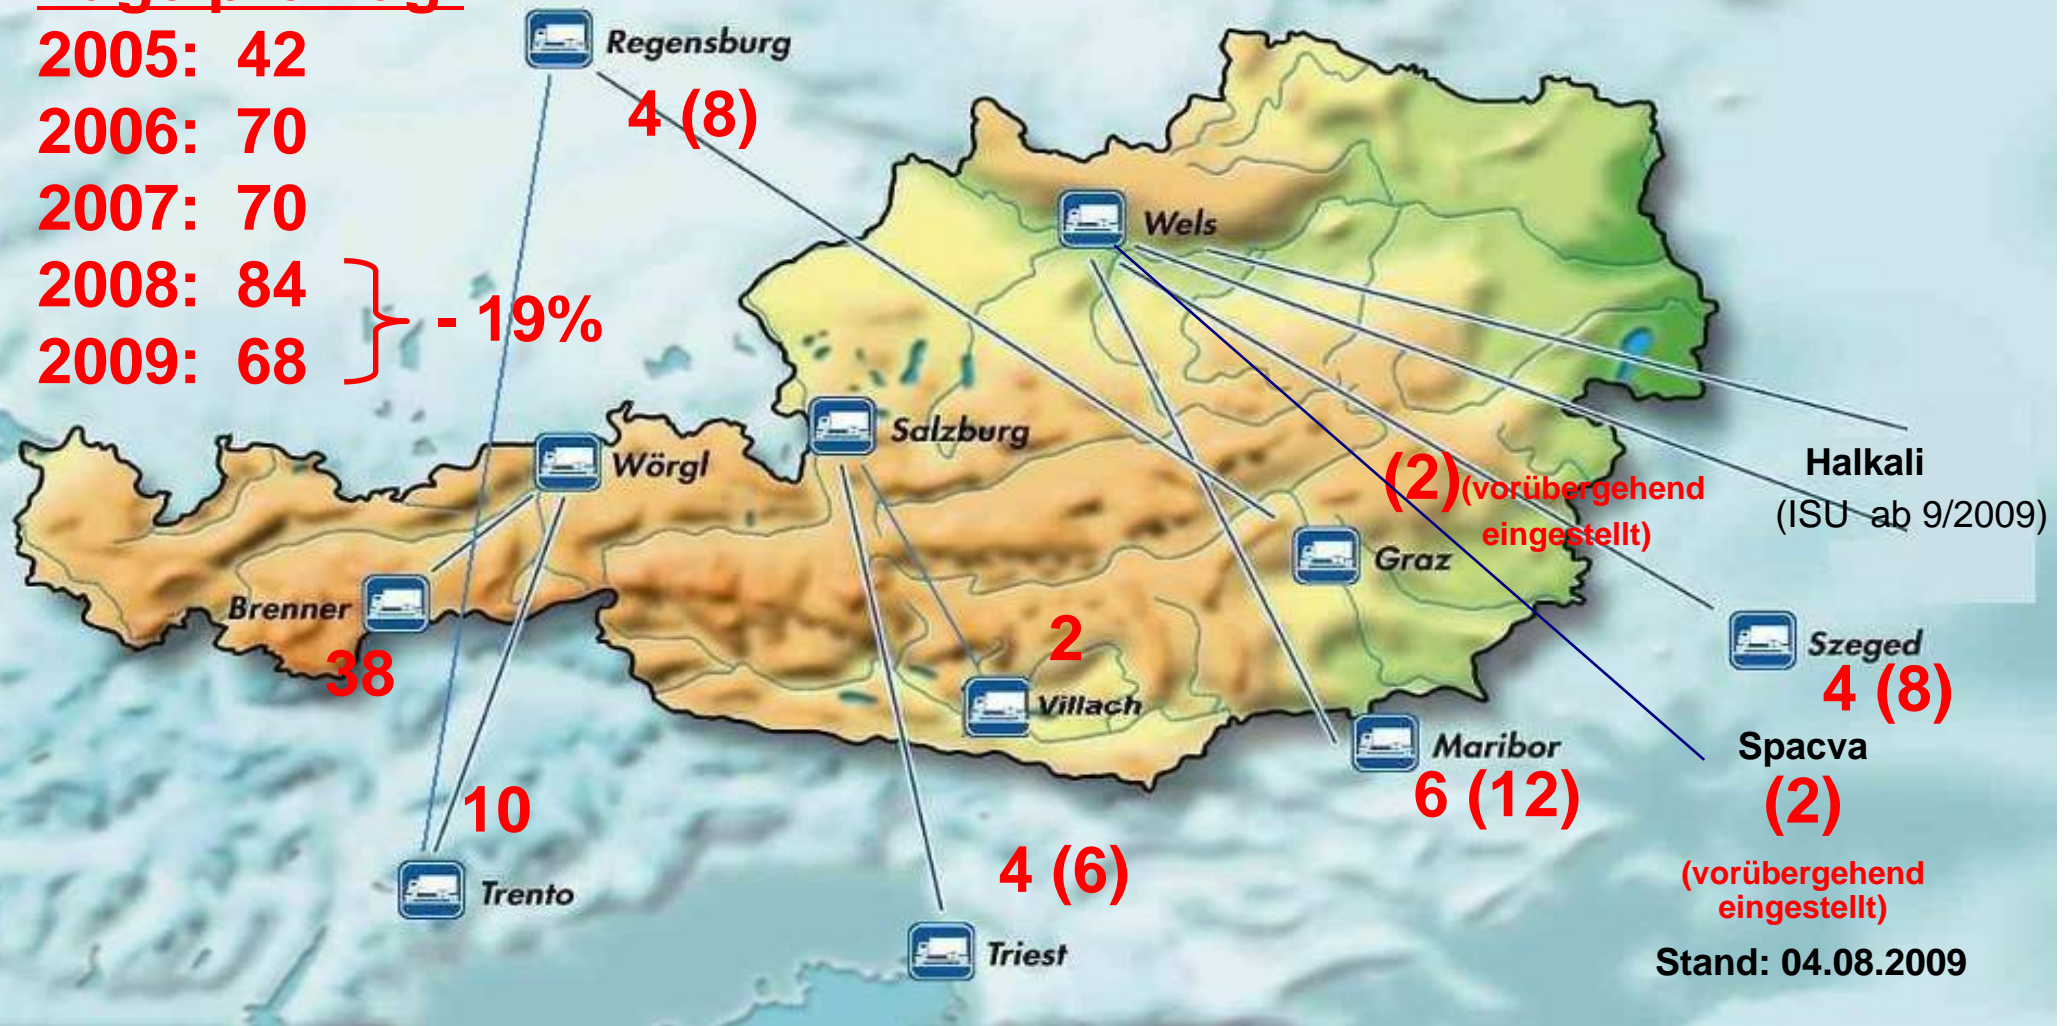 2005: 42
2006: 70
2007: 70
2008: 84
2009: 68
- 19%
Regensburg
4 (8)
Wels
Salzburg
Wörgl
Halkali
(ISU ab 9/2009)
(2) (vorübergehend
eingestellt)
Graz
Brenner
38
2
Szeged
4 (8)
Villach
Maribor
6 (12)
Spacva
(2)
(vorübergehend
eingestellt)
10
Trento
4 (6)
Triest
Stand: 04.08.2009